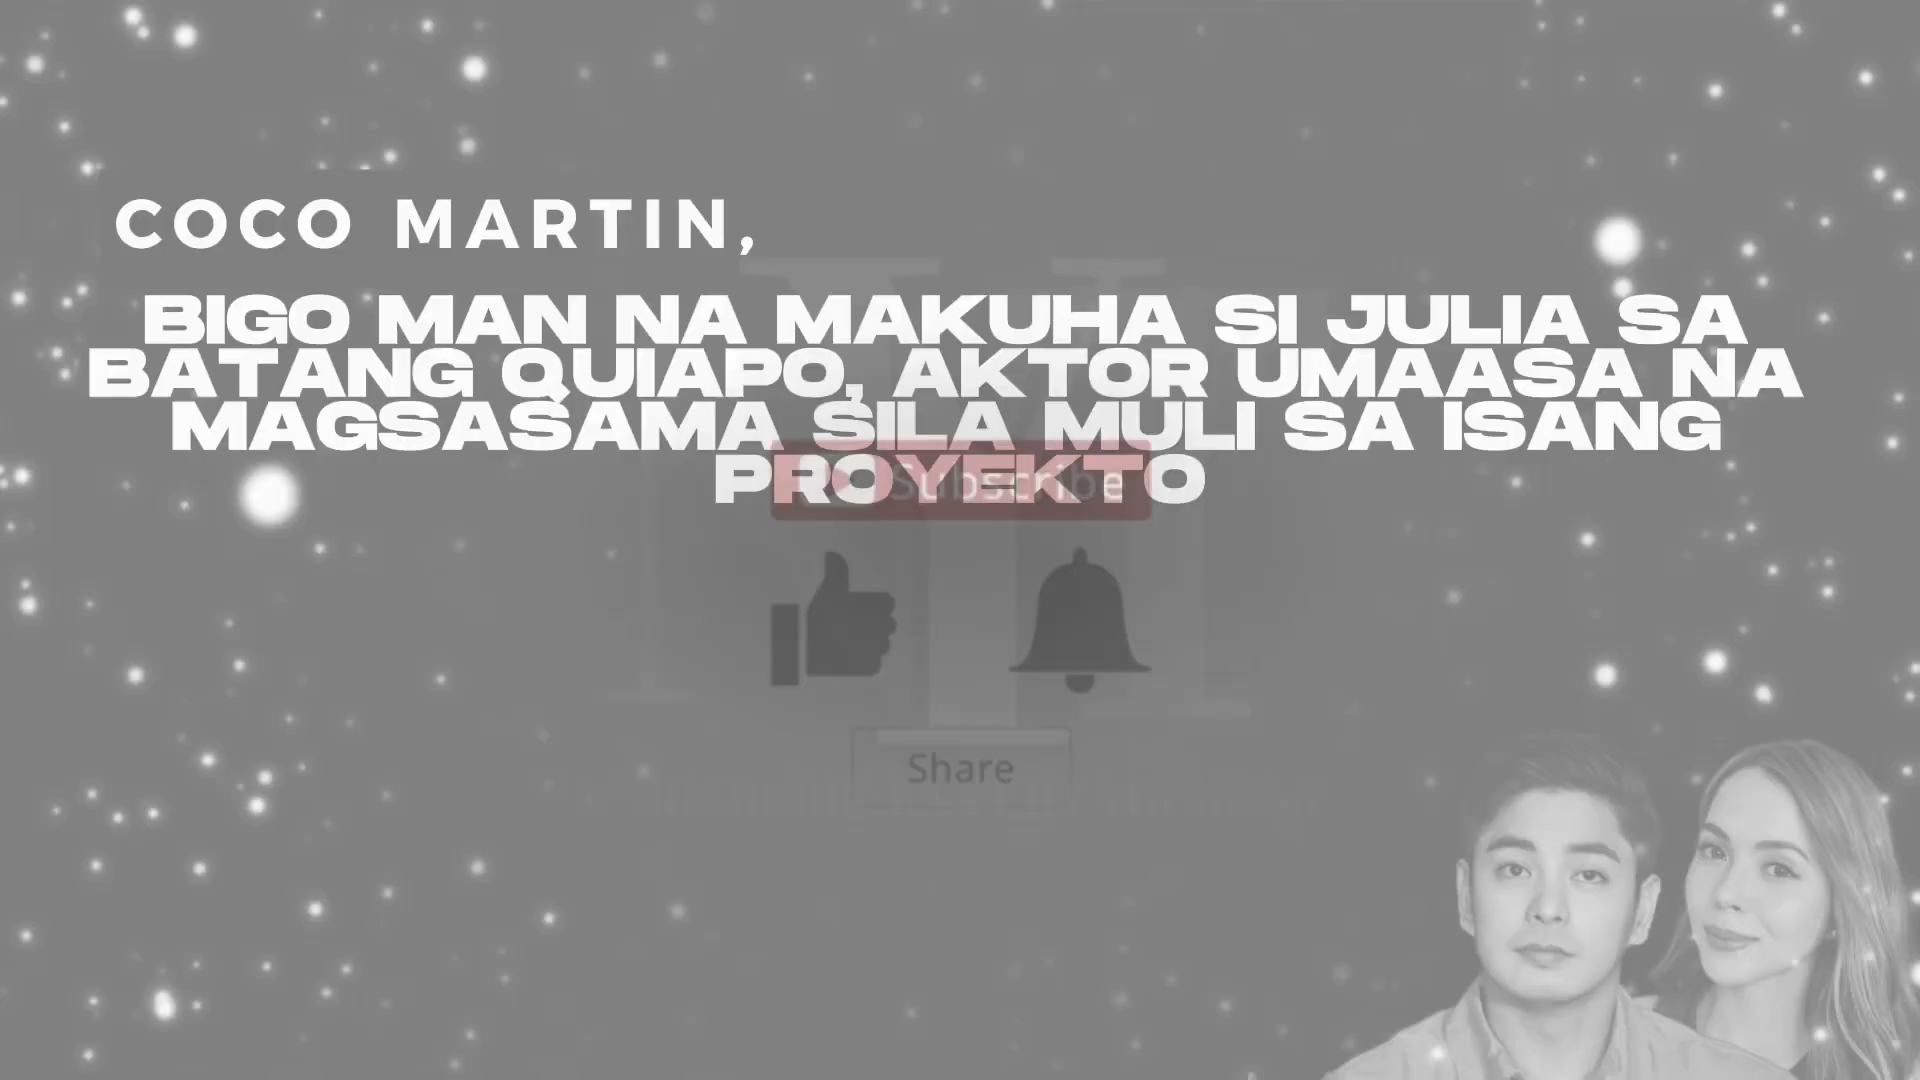 COCO MARTIN,
BIGO MAN NA MAKUHA SI JULIA SA
BATANG QUIAPO, AKTOR UMAASA NA
MAGSASAMA SILA MULI SA ISANG
PROYEKTO
Subscribe
Share